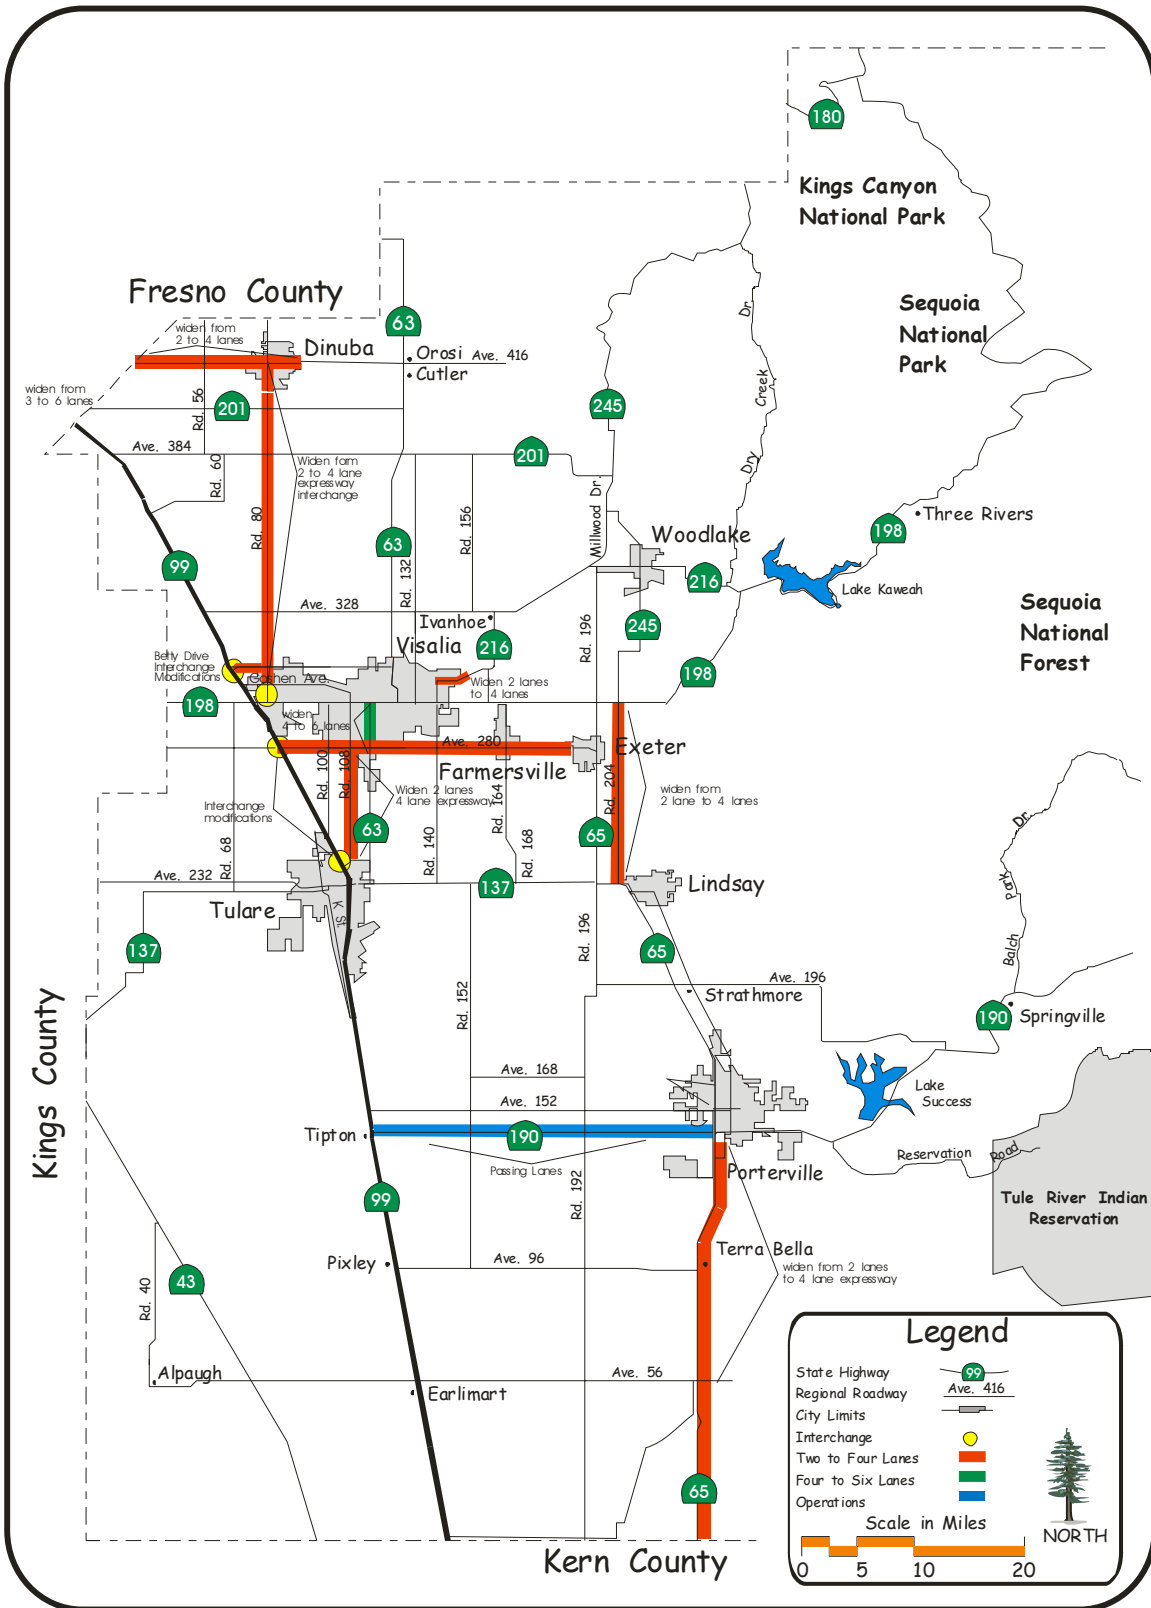 180
Kings Canyon
National Park
Fresno County
Sequoia
National
Park
63
widen from
2 to 4 lanes
Dinuba
Orosi
Ave. 416
Cutler
widen from
3 to 6 lanes
Rd. 56
201
245
Dr.
Creek
Dry
Ave. 384
201
Rd. 60
Widen form
2 to 4 lane
expressway
interchange
Rd. 80
Rd. 156
Millwood Dr.
Three Rivers
198
Woodlake
63
99
Rd. 132
216
Lake Kaweah
Ave. 328
Ivanhoe
Sequoia
National
Forest
Visalia
216
Rd. 196
245
Betty Drive
Interchange
Modifications
Goshen Ave.
Widen 2 lanes
to 4 lanes
198
198
widen
4 to 6 lanes
Ave. 280
Exeter
Rd. 100
Rd. 108
Farmersville
Widen 2 lanes
4 lane expressway
Rd. 164
Rd. 204
widen from
2 lane to 4 lanes
Interchange
modifications
63
65
Rd. 68
Rd. 140
Rd. 168
Ave. 232
137
Lindsay
Tulare
K St.
137
Rd. 196
65
Dr.
Park
Balch
Ave. 196
Strathmore
Rd. 152
190
Springville
Kings County
Ave. 168
Lake
Success
Ave. 152
Tipton
190
Passing Lanes
Reservation
Road
Porterville
Rd. 192
99
Tule River Indian
Reservation
Terra Bella
Pixley
Ave. 96
widen from 2 lanes
to 4 lane expressway
43
Rd. 40
Alpaugh
Ave. 56
Earlimart
65
Kern County
Legend
State Highway
99
Regional Roadway
Ave. 416
City Limits
Interchange
Two to Four Lanes
Four to Six Lanes
Operations
Scale in Miles
NORTH
0 5 10 20